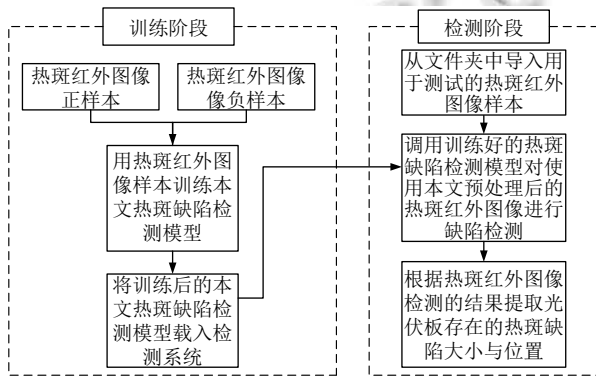 训练阶段
热斑红外图像
正样本
热斑红外图像
像负样本
用热斑红外图
像样本训练本
文热斑缺陷检
测模型
将训练后的本
文热斑缺陷检
测模型载入检
测系统
检测阶段
从文件夹中导入用
于测试的热斑红外
图像样本
调用训练好的热斑
缺陷检测模型对使
用本文预处理后的
热斑红外图像进行
缺陷检测
根据热斑红外图像
检测的结果提取光
伏板存在的热斑缺
陷大小与位置